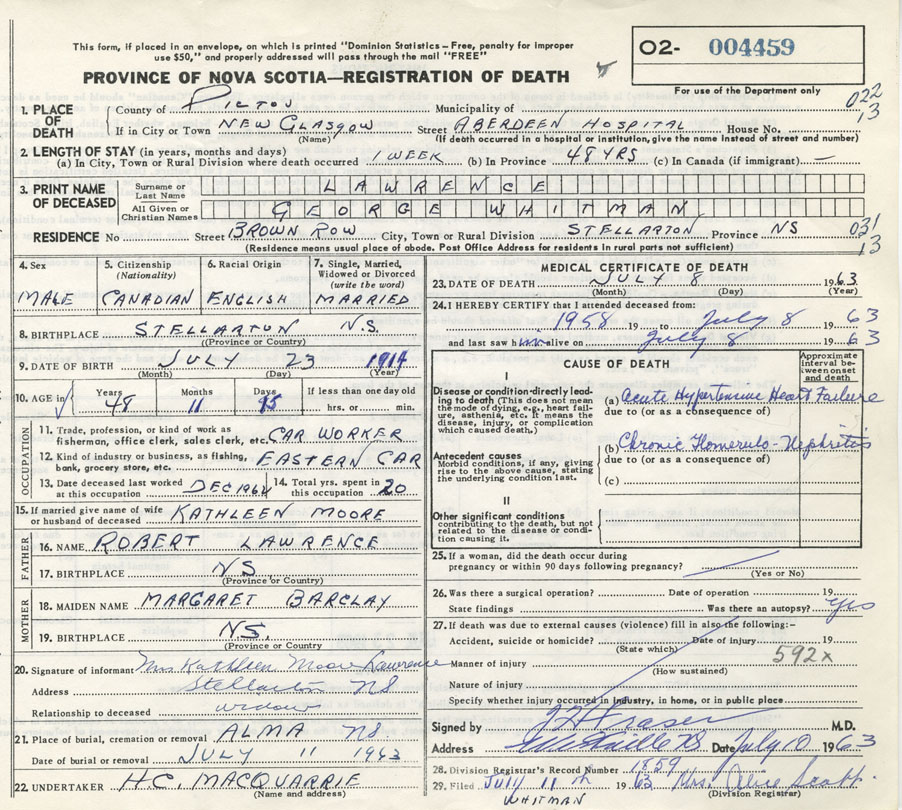 This form, if placed in an envelope, on which is printed "Dominion Statistics—Free, penalty for improper
use $50," and properly addressed will pass through the mail "FREE"
02- 004459
PROVINCE OF NOVA SCOTIA—REGISTRATION OF DEATH
For use of the Department only
022
13
1. PLACE OF DEATH
County of PICTOU Municipality of
If in City or Town NEW GLASGOW Street ABERDEEN HOSPITAL House No.
(Name) (If death occurred in a hospital or institution, give the name instead of street and number)
2. LENGTH OF STAY (in years, months and days)
(a) In City, Town or Rural Division where death occurred 1 WEEK (b) In Province 48 YRS (c) In Canada (if immigrant) —
3. PRINT NAME OF DECEASED
Surname or Last Name LAWRENCE
All Given or Christian Names GEORGE WHITMAN
RESIDENCE No Street BROWN ROW City, Town or Rural Division STELLARTON Province NS
031
13
(Residence means usual place of abode. Post Office Address for residents in rural parts not sufficient)
4. Sex MALE
5. Citizenship (Nationality) CANADIAN
6. Racial Origin ENGLISH
7. Single, Married, Widowed or Divorced (write the word) MARRIED
8. BIRTHPLACE STELLARTON N.S.
(Province or Country)
9. DATE OF BIRTH JULY 23 1914
(Month) (Day) (Year)
10. AGE in Years 48 Months 11 Days 15 If less than one day old hrs. or min.
OCCUPATION
11. Trade, profession, or kind of work as
fisherman, office clerk, sales clerk, etc. CAR WORKER
12. Kind of industry or business, as fishing,
bank, grocery store, etc. EASTERN CAR
13. Date deceased last worked
at this occupation DEC 1962
14. Total yrs. spent in
this occupation 20
15. If married give name of wife
or husband of deceased KATHLEEN MOORE
FATHER
16. NAME ROBERT LAWRENCE
17. BIRTHPLACE NS
(Province or Country)
MOTHER
18. MAIDEN NAME MARGARET BARCLAY
19. BIRTHPLACE NS.
(Province or Country
20. Signature of informant Mrs Kathleen Moore Lawrence
Address Stellarton NS
Relationship to deceased widow
21. Place of burial, cremation or removal ALMA NS
Date of burial or removal JULY 11 1963
22. UNDERTAKER H.C. MACQUARRIE
(Name and address)
MEDICAL CERTIFICATE OF DEATH
23. DATE OF DEATH JULY 8 1963
(Month) (Day) (Year)
24. I HEREBY CERTIFY that I attended deceased from:
1958 19 to July 8 1963
and last saw him alive on July 8 1963
CAUSE OF DEATH
Approximate interval between onset and death
I
Disease or condition-directly leading
to death (This does not mean
the mode of dying, e.g., heart failure,
asthenia, etc. It means the
disease, injury, or complication
which caused death.)
(a) Acute Hypertensive Heart Failure
due to (or as a consequence of)
Antecedent causes
Morbid conditions, if any, giving
rise to the above cause, stating
the underlying condition last.
(b) Chronic Glomerulo-Nephritis
due to (or as a consequence of)
(c)
II
Other significant conditions
contributing to the death, but not
related to the disease or condition
causing it.
25. If a woman, did the death occur during
pregnancy or within 90 days following pregnancy?
(Yes or No)
26. Was there a surgical operation? Date of operation 19
State findings Was there an autopsy? yes
27. If death was due to external causes (violence) fill in also the following:—
Accident, suicide or homicide? Date of injury 19
(State which)
592x
Manner of injury
(How sustained)
Nature of injury
Specify whether injury occurred in industry, in home, or in public place
Signed by Fraser M.D.
Address Date July 10 1963
28. Division Registrar's Record Number 1859
29. Filed July 11th 1963 Mrs. Alice Scott
(Division Registrar)
WHITMAN